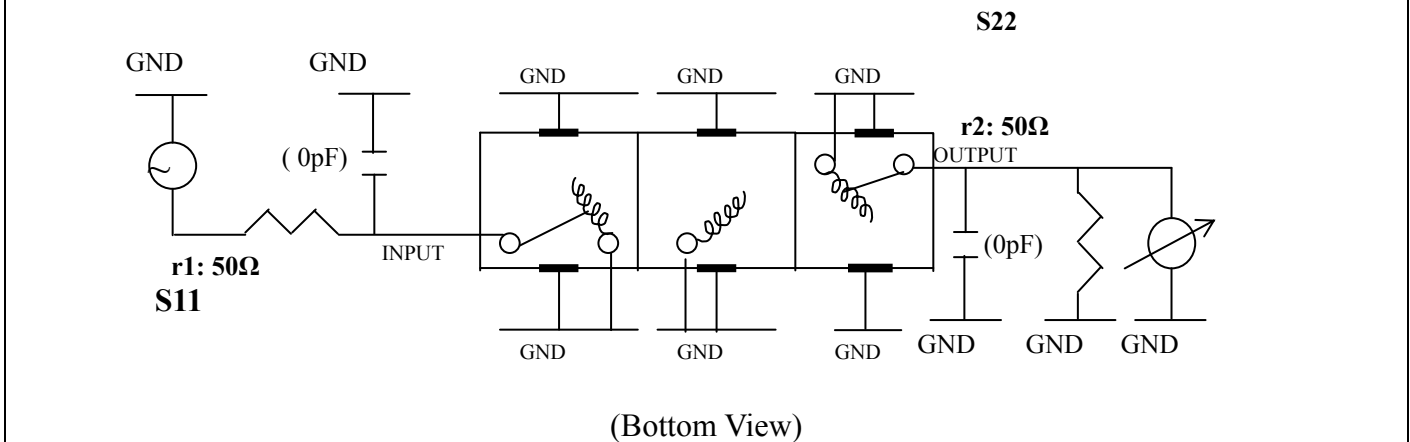 S22
GND
GND
GND
GND
GND
r2: 50Ω
( 0pF)
OUTPUT
INPUT
(0pF)
r1: 50Ω
S11
GND
GND
GND
GND
GND
GND
(Bottom View)